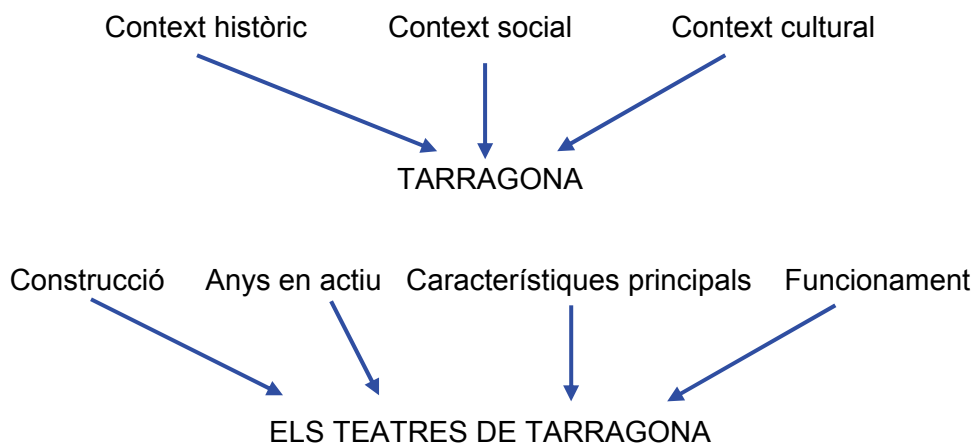 Context històric Context social Context cultural
TARRAGONA
Construcció Anys en actiu Característiques principals Funcionament
ELS TEATRES DE TARRAGONA